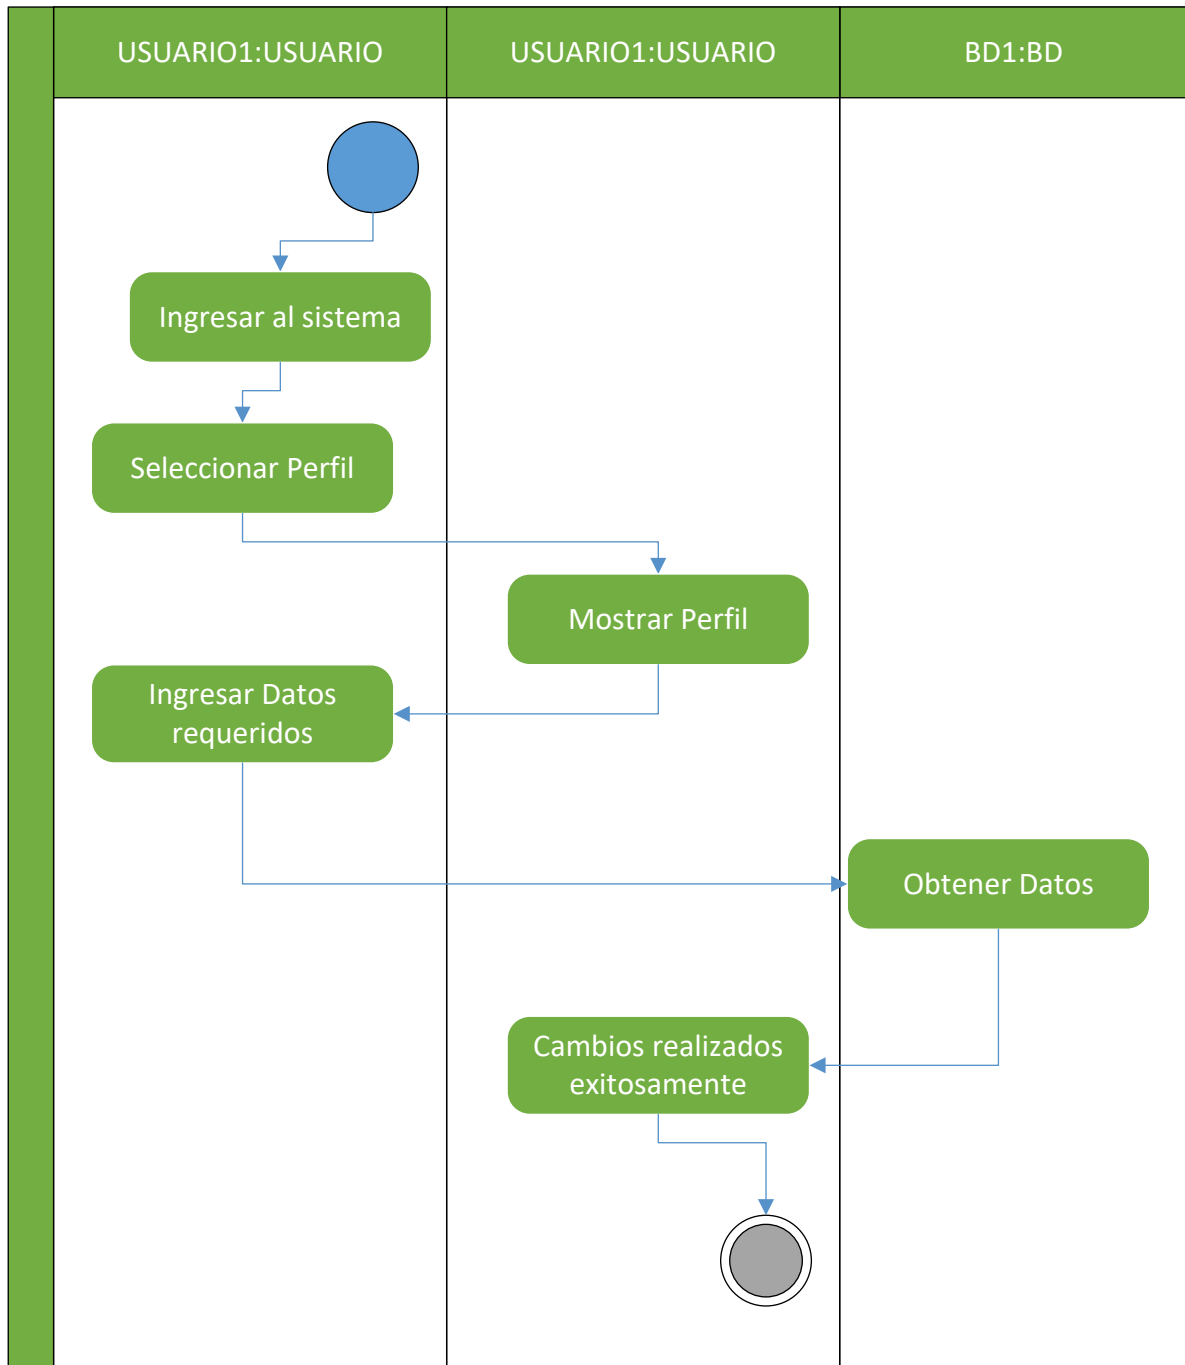 USUARIO1:USUARIO
USUARIO1:USUARIO
BD1:BD
Ingresar al sistema
Seleccionar Perfil
Mostrar Perfil
Ingresar Datos
requeridos
Obtener Datos
Cambios realizados
exitosamente